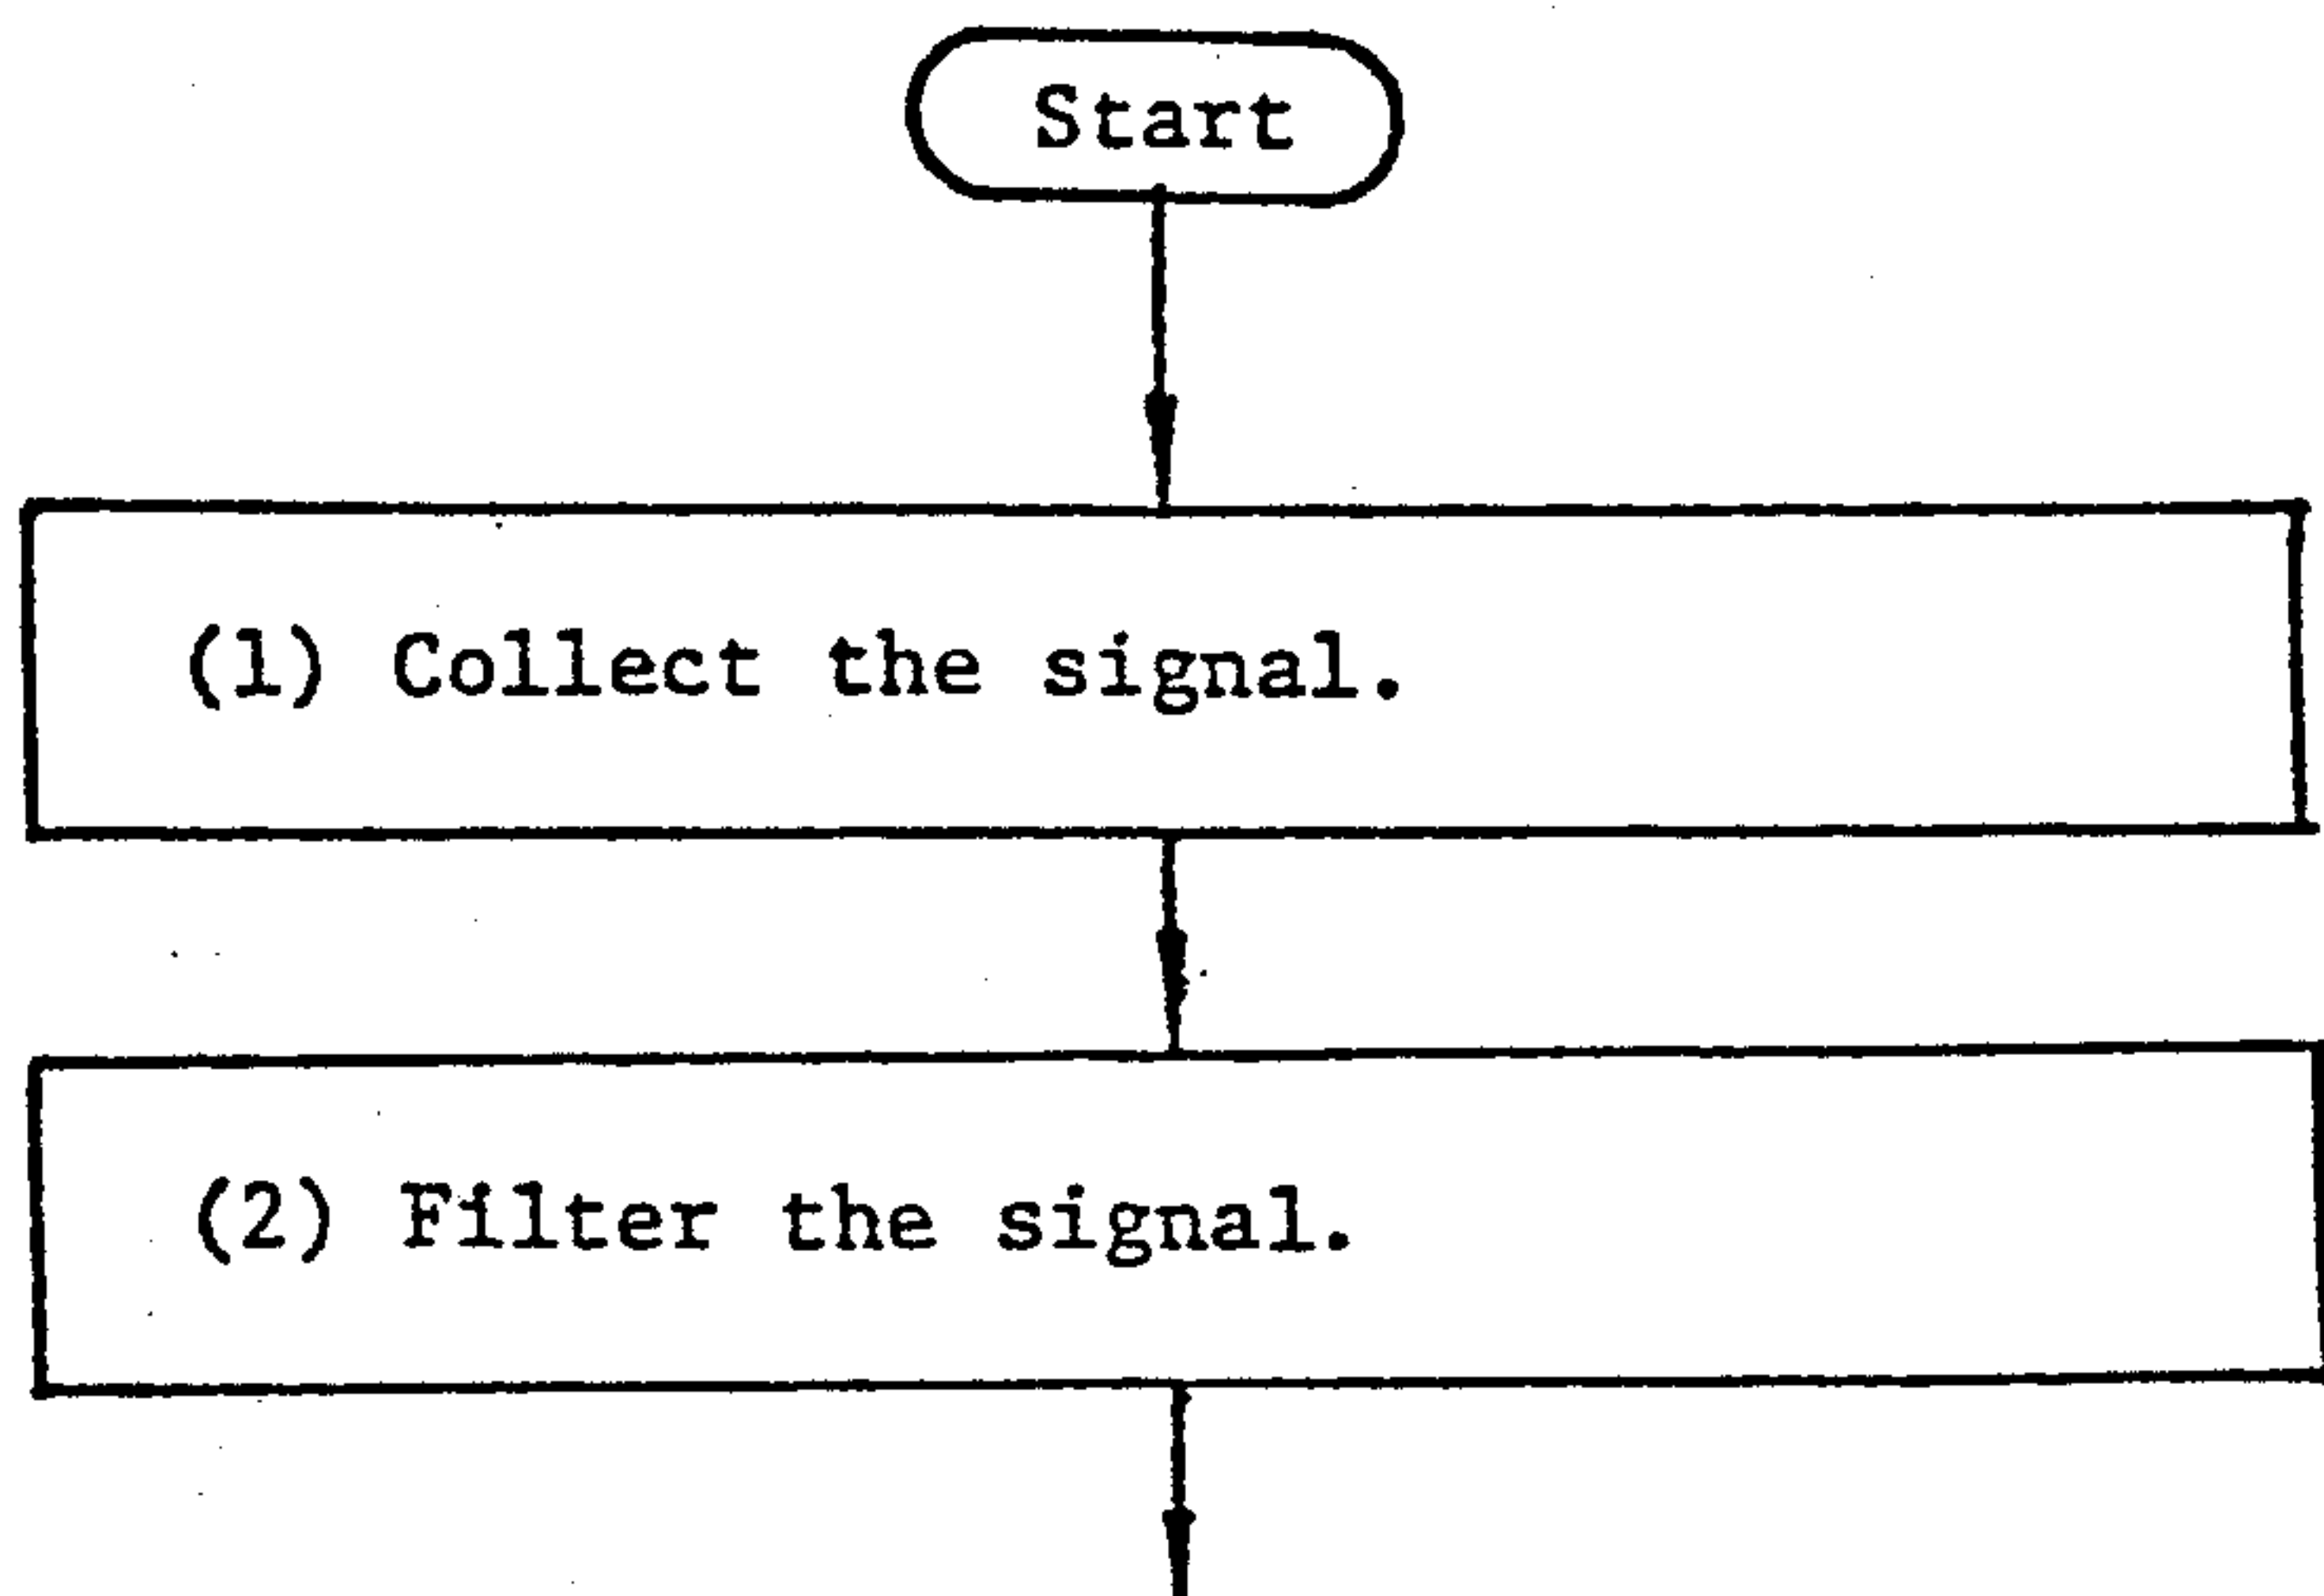 Start
(1) Collect the signal.
(2) Filter the signal.